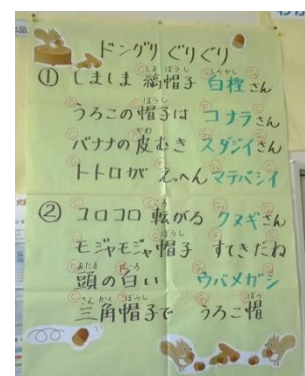 ドングリ ぐりぐり
① しましま 縞帽子 白樫さん
うろこの帽子は コナラさん
バナナの皮むき スダジイさん
トトロが えっへん マテバシイ
② コロコロ 転がる クヌギさん
モジャモジャ帽子 すてきだね
頭の白い ウバメガシ
三角帽子で うろこ帽